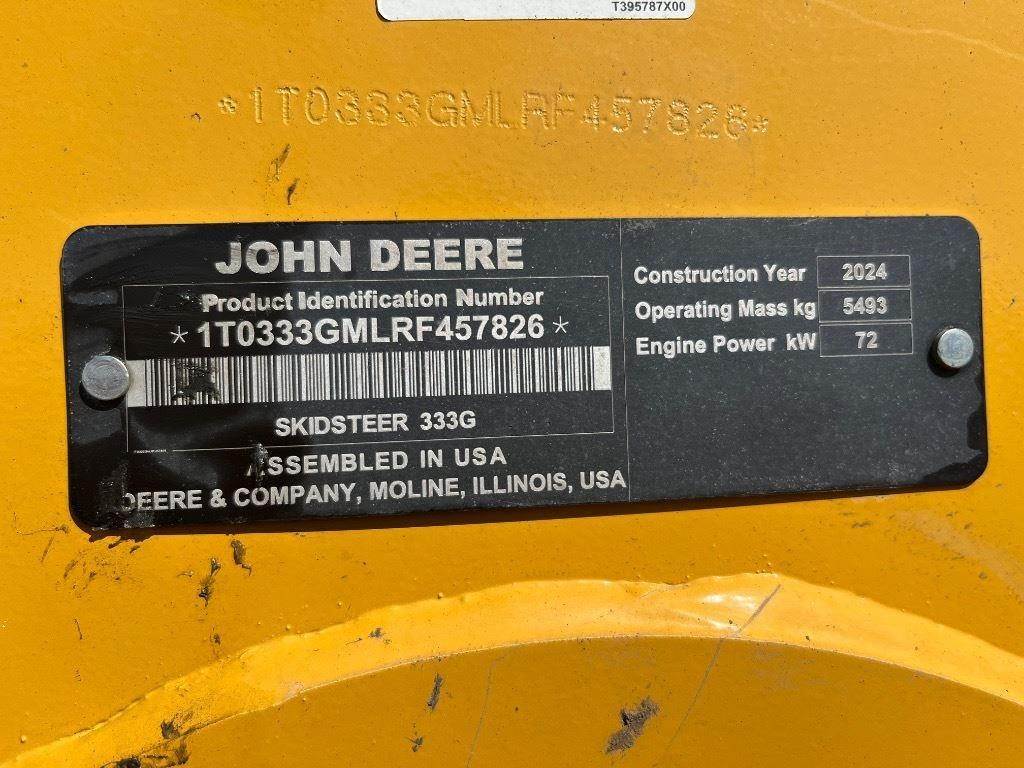 T395787X00
*1T0333GMLRF457826*
JOHN DEERE
Product Identification Number
*1T0333GMLRF457826*
SKIDSTEER 333G
ASSEMBLED IN USA
DEERE & COMPANY, MOLINE, ILLINOIS, USA
Construction Year 2024
Operating Mass kg 5493
Engine Power kW 72